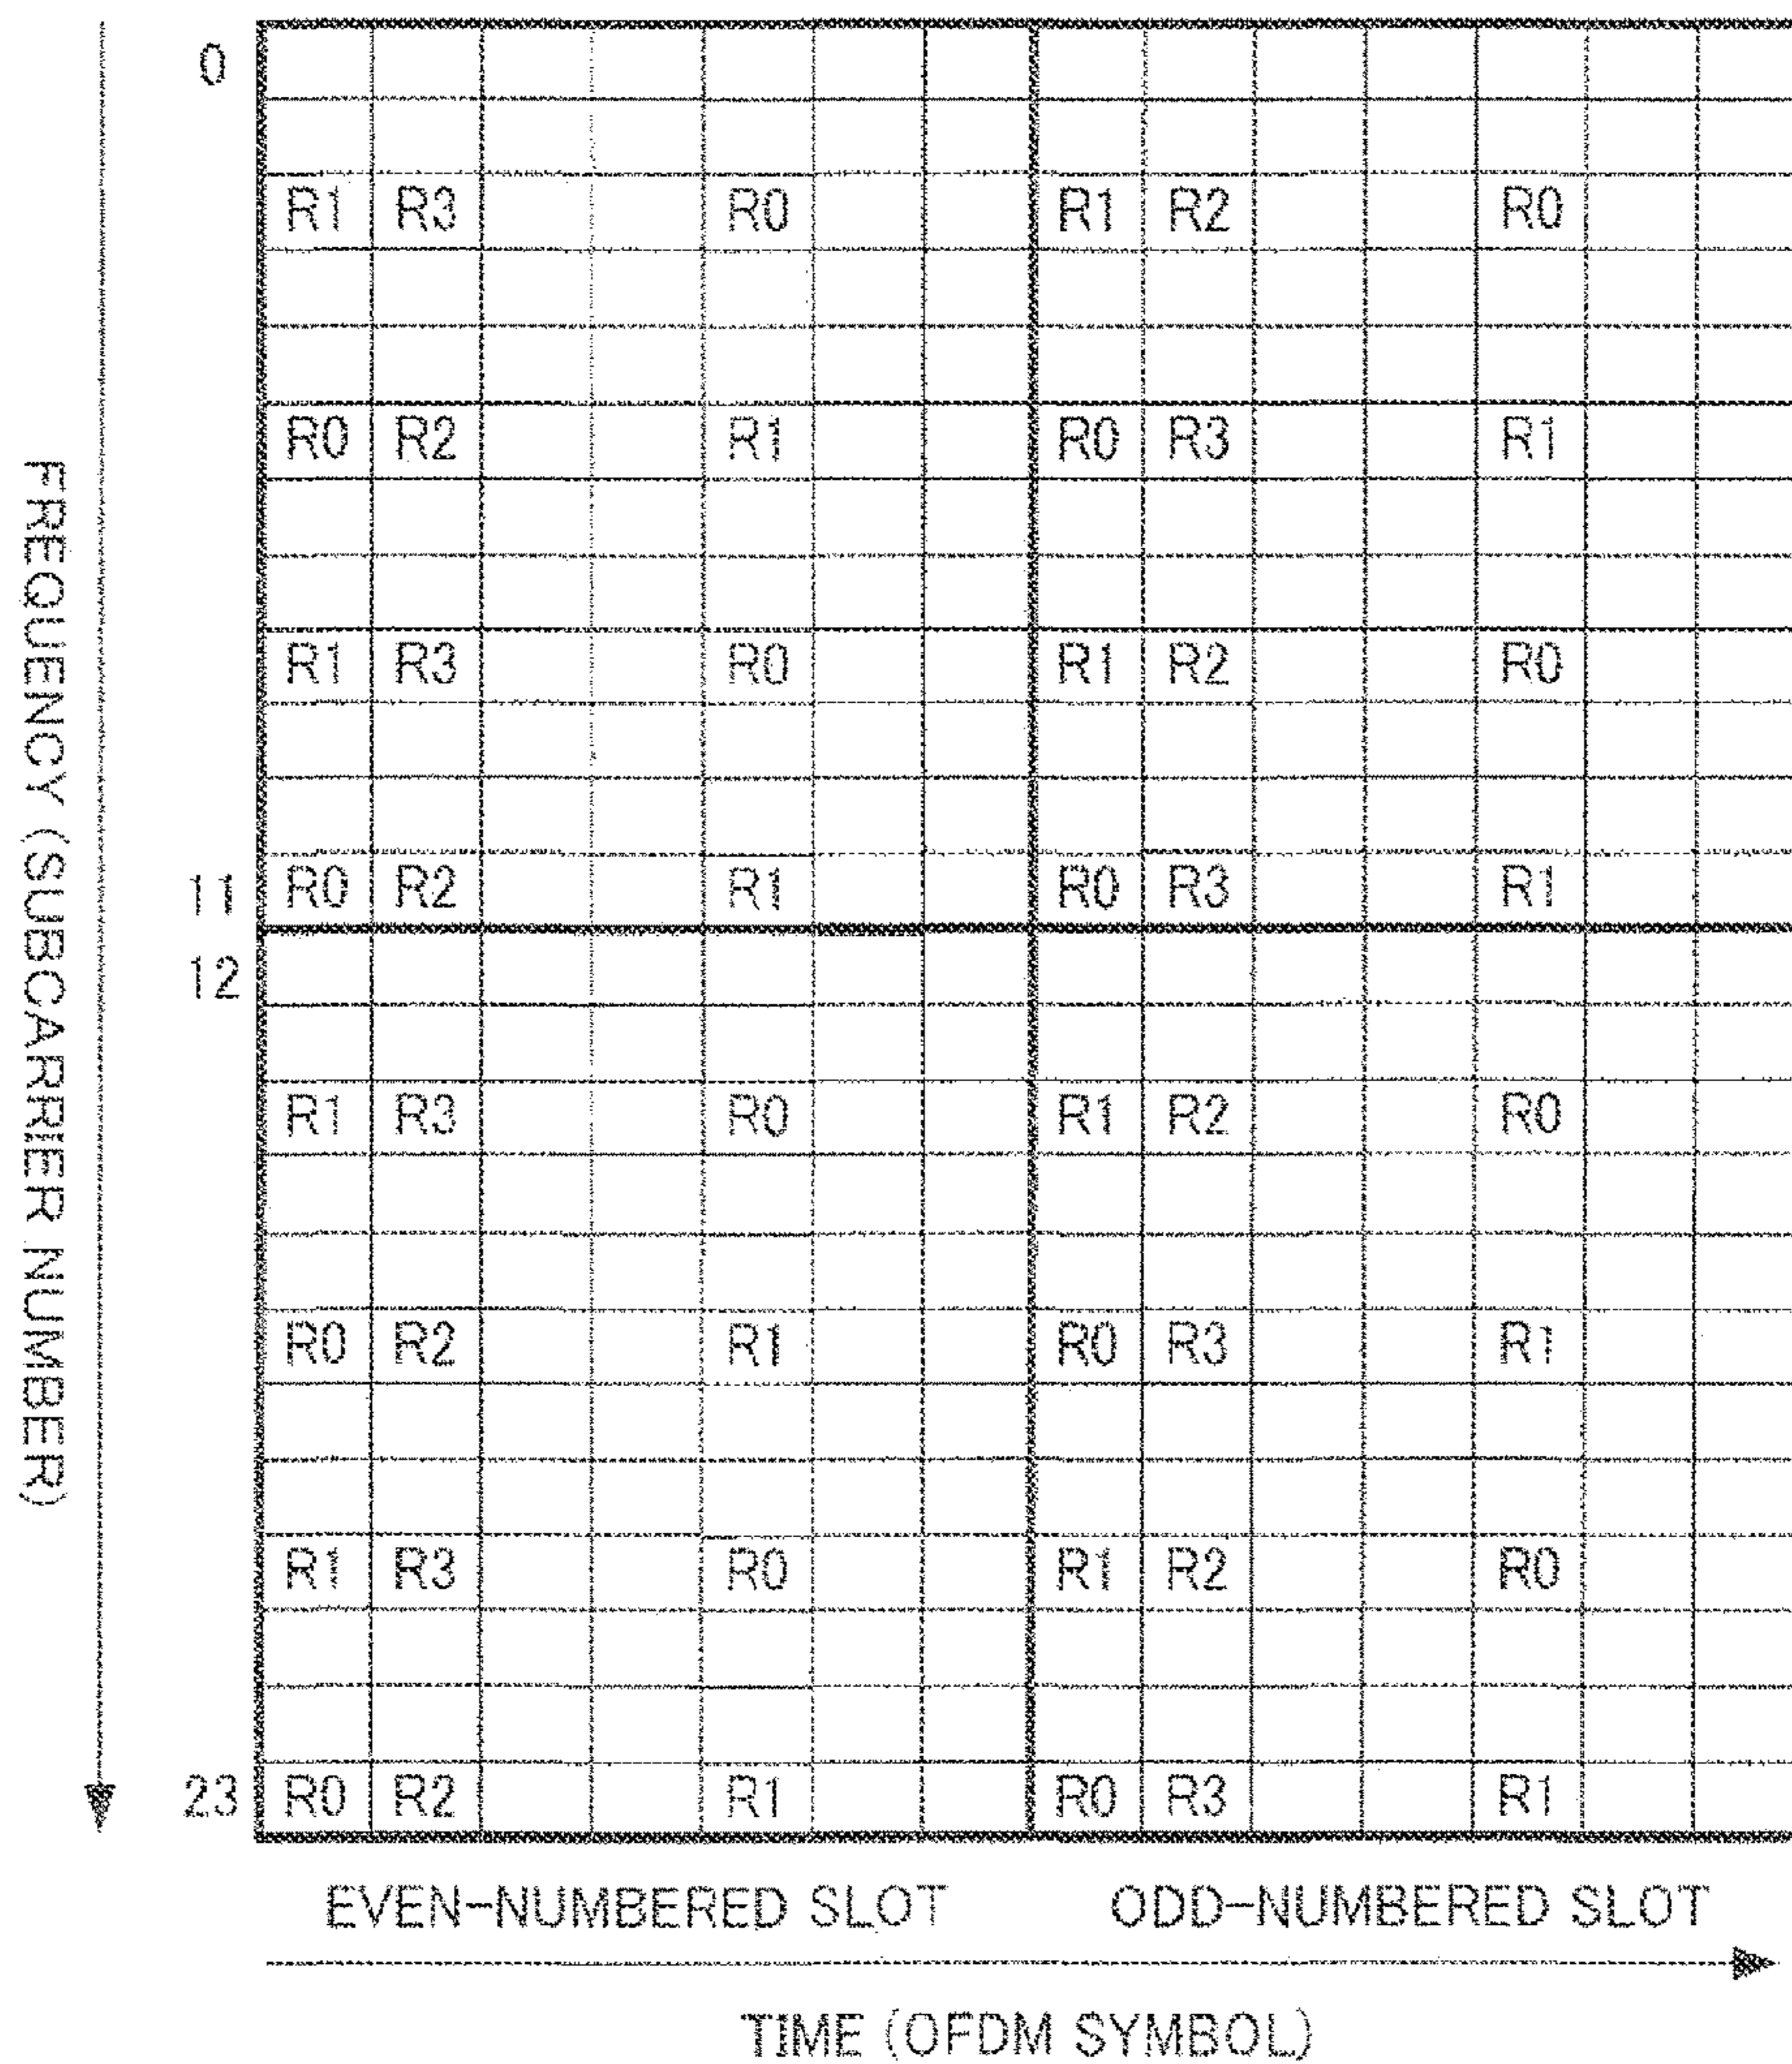 0
R1 R3 R0 R1 R2 R0
R0 R2 R1 R0 R3 R1
R1 R3 R0 R1 R2 R0
11 R0 R2 R1 R0 R3 R1
12
R1 R3 R0 R1 R2 R0
R0 R2 R1 R0 R3 R1
R1 R3 R0 R1 R2 R0
23 R0 R2 R1 R0 R3 R1
FREQUENCY (SUBCARRIER NUMBER)
EVEN-NUMBERED SLOT ODD-NUMBERED SLOT
TIME (OFDM SYMBOL)